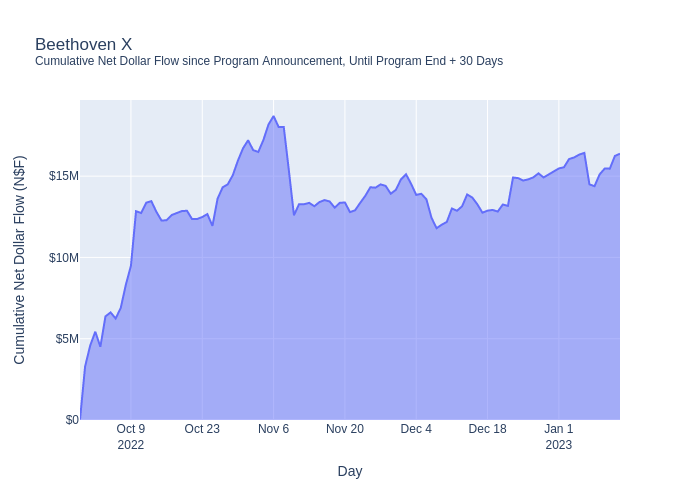 Beethoven X
Cumulative Net Dollar Flow since Program Announcement, Until Program End + 30 Days
Cumulative Net Dollar Flow (N$F)
$15M
$10M
$5M
$0
Oct 9 Oct 23 Nov 6 Nov 20 Dec 4 Dec 18 Jan 1
2022 2023
Day